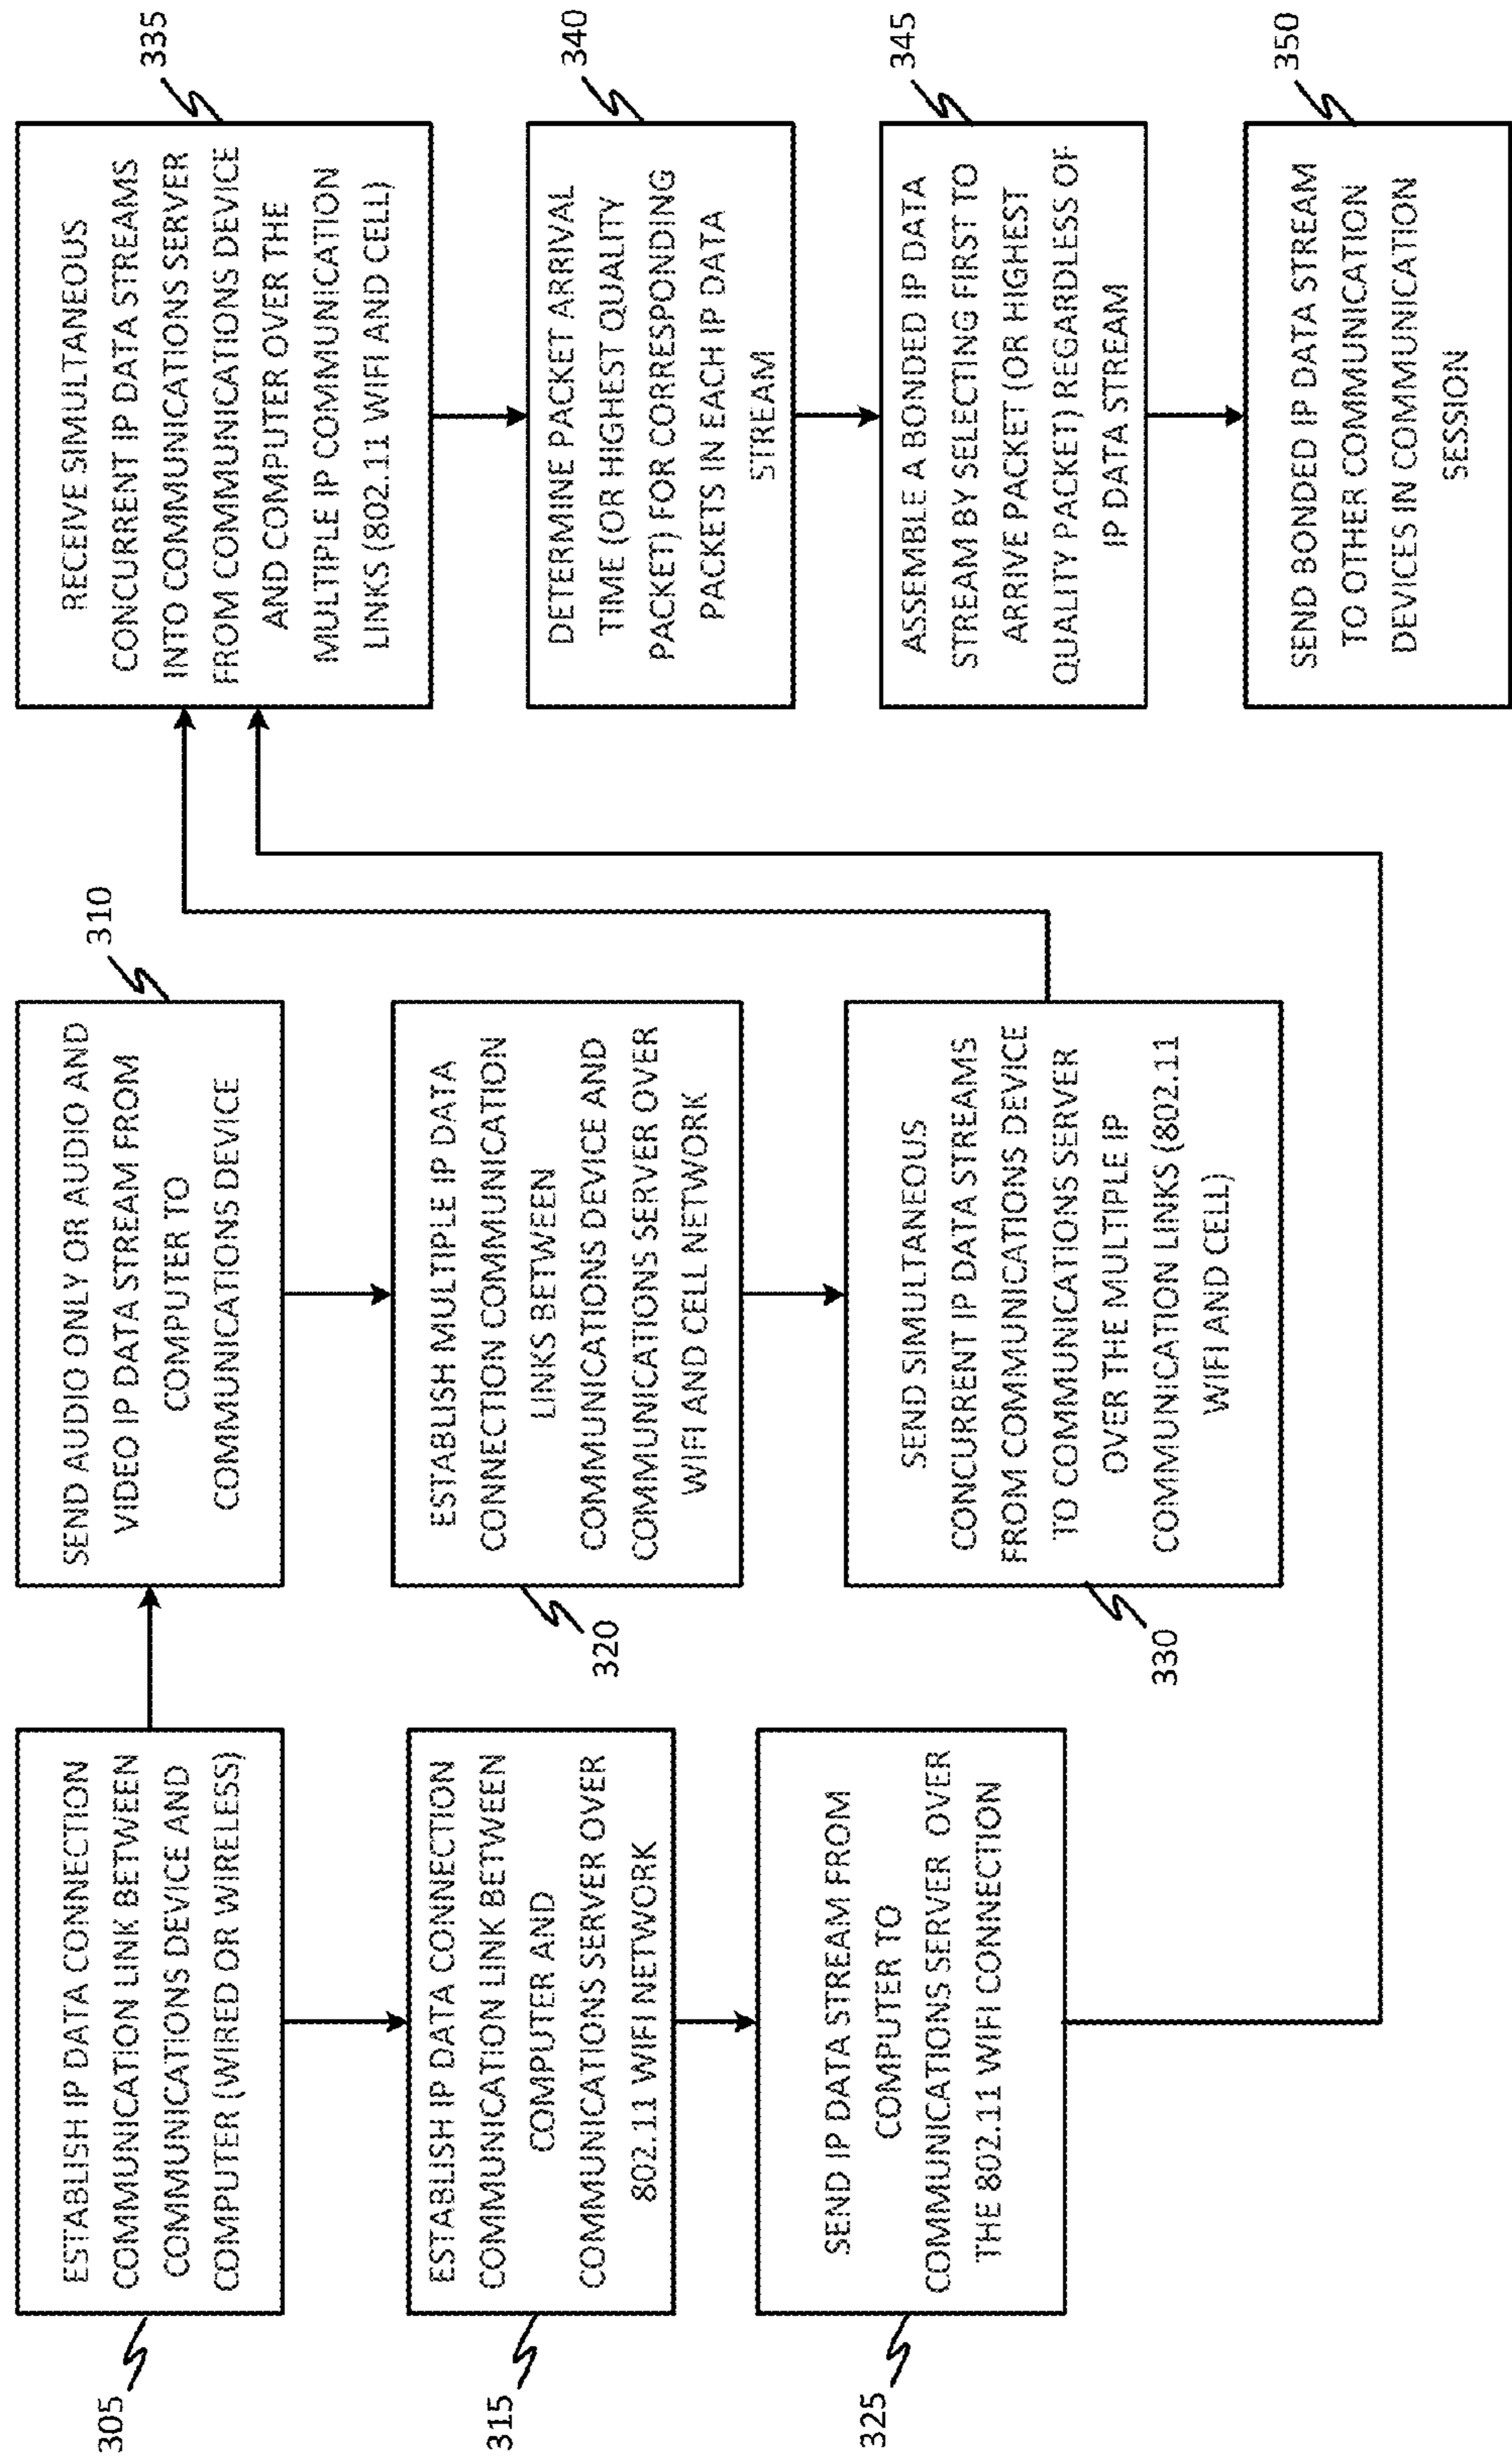 305
ESTABLISH IP DATA CONNECTION
COMMUNICATION LINK BETWEEN
COMMUNICATIONS DEVICE AND
COMPUTER (WIRED OR WIRELESS)
310
SEND AUDIO ONLY OR AUDIO AND
VIDEO IP DATA STREAM FROM
COMPUTER TO
COMMUNICATIONS DEVICE
315
ESTABLISH IP DATA CONNECTION
COMMUNICATION LINK BETWEEN
COMPUTER AND
COMMUNICATIONS SERVER OVER
802.11 WIFI NETWORK
320
ESTABLISH MULTIPLE IP DATA
CONNECTION COMMUNICATION
LINKS BETWEEN
COMMUNICATIONS DEVICE AND
COMMUNICATIONS SERVER OVER
WIFI AND CELL NETWORK
325
SEND IP DATA STREAM FROM
COMPUTER TO
COMMUNICATIONS SERVER OVER
THE 802.11 WIFI CONNECTION
330
SEND SIMULTANEOUS
CONCURRENT IP DATA STREAMS
FROM COMMUNICATIONS DEVICE
TO COMMUNICATIONS SERVER
OVER THE MULTIPLE IP
COMMUNICATION LINKS (802.11
WIFI AND CELL)
335
RECEIVE SIMULTANEOUS
CONCURRENT IP DATA STREAMS
INTO COMMUNICATIONS SERVER
FROM COMMUNICATIONS DEVICE
AND COMPUTER OVER THE
MULTIPLE IP COMMUNICATION
LINKS (802.11 WIFI AND CELL)
340
DETERMINE PACKET ARRIVAL
TIME (OR HIGHEST QUALITY
PACKET) FOR CORRESPONDING
PACKETS IN EACH IP DATA
STREAM
345
ASSEMBLE A BONDED IP DATA
STREAM BY SELECTING FIRST TO
ARRIVE PACKET (OR HIGHEST
QUALITY PACKET) REGARDLESS OF
IP DATA STREAM
350
SEND BONDED IP DATA STREAM
TO OTHER COMMUNICATION
DEVICES IN COMMUNICATION
SESSION